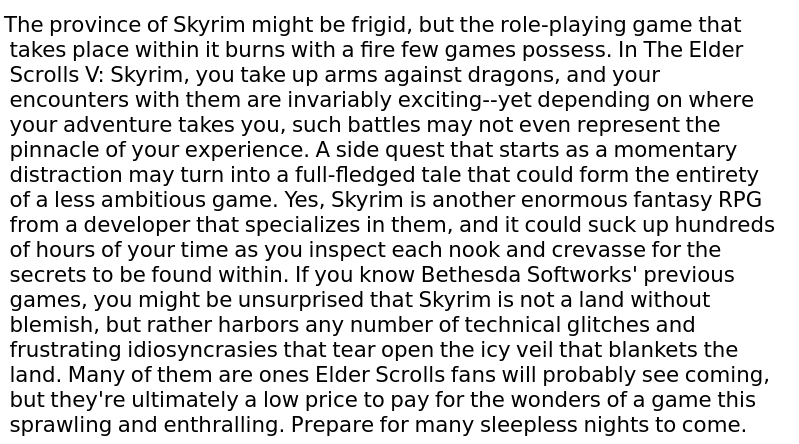 The province of Skyrim might be frigid, but the role-playing game that
takes place within it burns with a fire few games possess. In The Elder
Scrolls V: Skyrim, you take up arms against dragons, and your
encounters with them are invariably exciting--yet depending on where
your adventure takes you, such battles may not even represent the
pinnacle of your experience. A side quest that starts as a momentary
distraction may turn into a full-fledged tale that could form the entirety
of a less ambitious game. Yes, Skyrim is another enormous fantasy RPG
from a developer that specializes in them, and it could suck up hundreds
of hours of your time as you inspect each nook and crevasse for the
secrets to be found within. If you know Bethesda Softworks' previous
games, you might be unsurprised that Skyrim is not a land without
blemish, but rather harbors any number of technical glitches and
frustrating idiosyncrasies that tear open the icy veil that blankets the
land. Many of them are ones Elder Scrolls fans will probably see coming,
but they're ultimately a low price to pay for the wonders of a game this
sprawling and enthralling. Prepare for many sleepless nights to come.